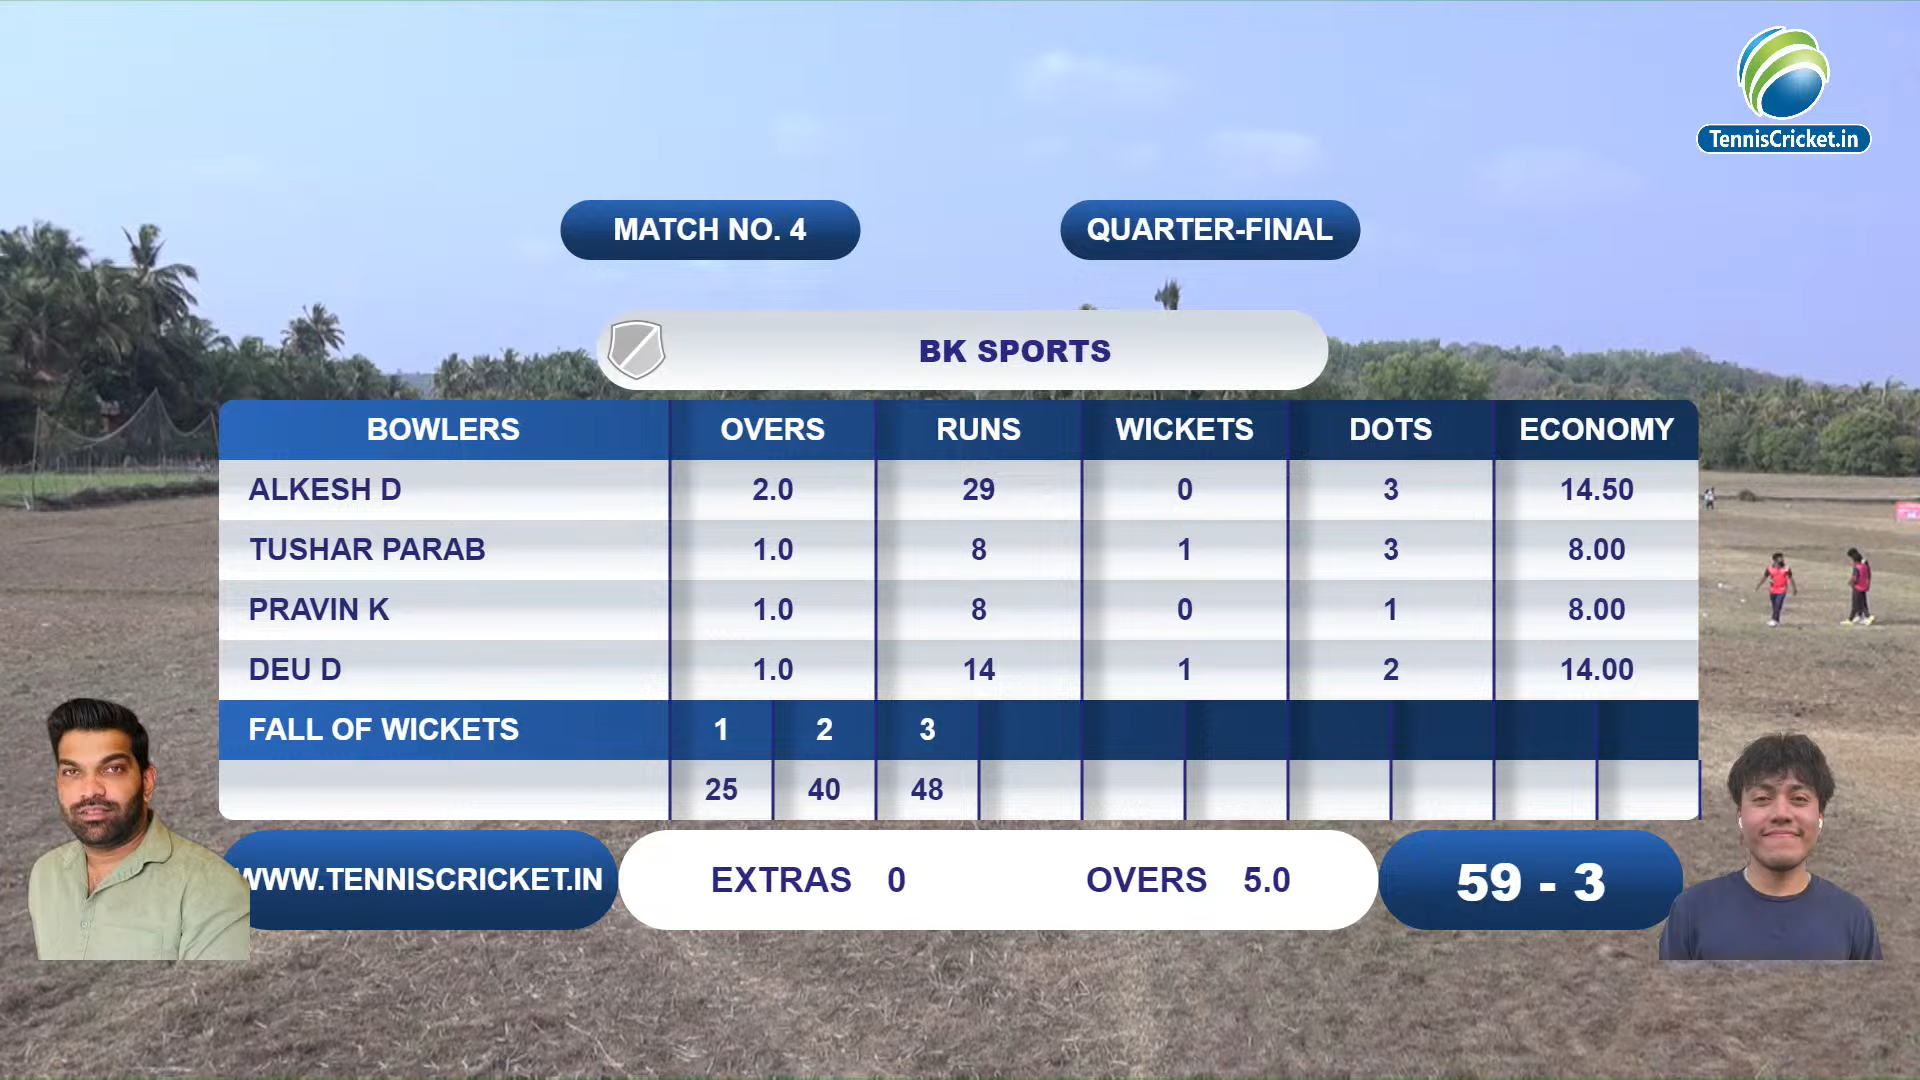 TennisCricket.in
MATCH NO. 4 QUARTER-FINAL
BK SPORTS
BOWLERS OVERS RUNS WICKETS DOTS ECONOMY
ALKESH D 2.0 29 0 3 14.50
TUSHAR PARAB 1.0 8 1 3 8.00
PRAVIN K 1.0 8 0 1 8.00
DEU D 1.0 14 1 2 14.00
FALL OF WICKETS 1 2 3
25 40 48
WWW.TENNISCRICKET.IN EXTRAS 0 OVERS 5.0 59 - 3